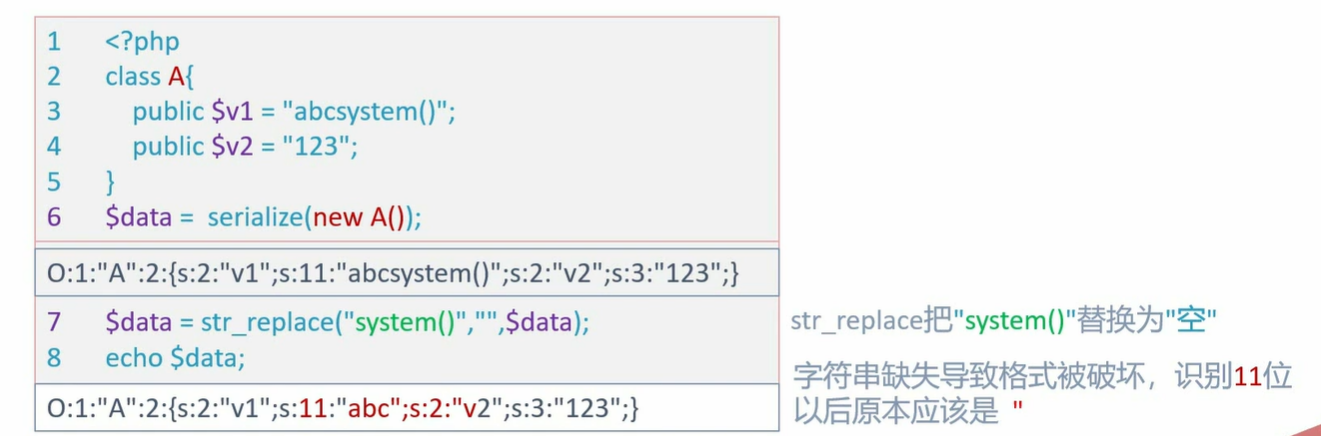 1 <?php
2 class A{
3 public $v1 = "abcsystem()";
4 public $v2 = "123";
5 }
6 $data = serialize(new A());
O:1:"A":2:{s:2:"v1";s:11:"abcsystem()";s:2:"v2";s:3:"123";}
7 $data = str_replace("system()","",$data);
str_replace把"system()"替换为"空"
8 echo $data;
字符串缺失导致格式被破坏，识别11位
O:1:"A":2:{s:2:"v1";s:11:"abc";s:2:"v2";s:3:"123";}
以后原本应该是 "